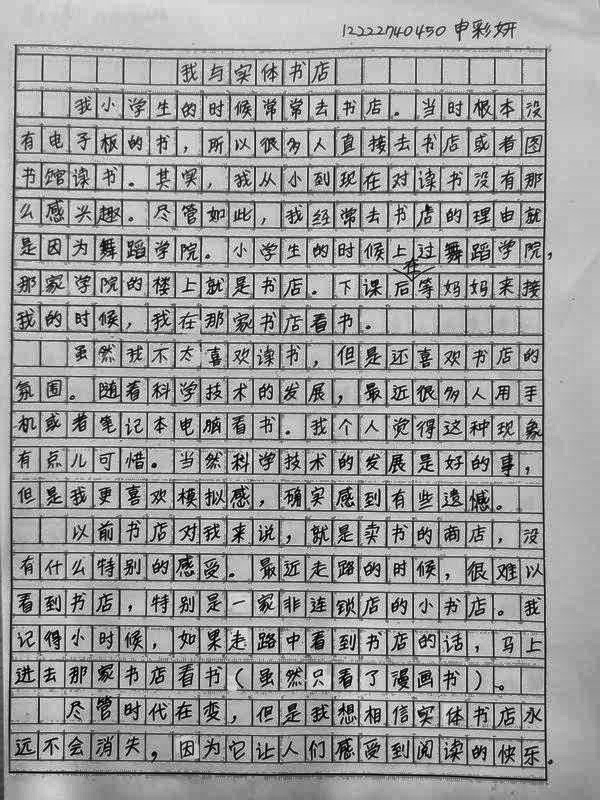 12222740450 申彩妍
我与实体书店
我小学生的时候常常去书店。当时根本没
有电子板的书，所以很多人直接去书店或者图
书馆读书。其实，我从小到现在对读书没有那
么感兴趣。尽管如此，我经常去书店的理由就
是因为舞蹈学院。小学生的时候上过舞蹈学院，
那家学院的楼上就是书店。下课后在等妈妈来接
我的时候，我在那家书店看书。
虽然我不太喜欢读书，但是还喜欢书店的
氛围。随着科学技术的发展，最近很多人用手
机或者笔记本电脑看书。我个人觉得这种现象
有点儿可惜。当然科学技术的发展是好的事，
但是我更喜欢模拟感，确实感到有些遗憾。
以前书店对我来说，就是卖书的商店，没
有什么特别的感受。最近走路的时候，很难以
看到书店，特别是一家非连锁店的小书店。我
记得小时候，如果走路中看到书店的话，马上
进去那家书店看书(虽然只看了漫画书)。
尽管时代在变，但是我想相信实体书店永
远不会消失，因为它让人们感受到阅读的快乐。